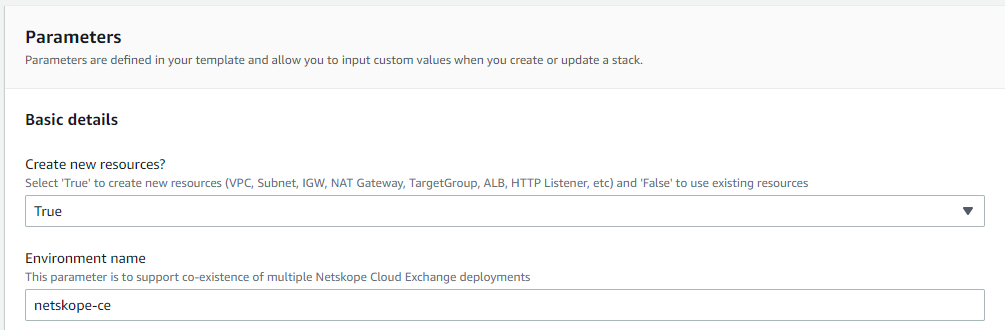 Parameters
Parameters are defined in your template and allow you to input custom values when you create or update a stack.
Basic details
Create new resources?
Select 'True' to create new resources (VPC, Subnet, IGW, NAT Gateway, TargetGroup, ALB, HTTP Listener, etc) and 'False' to use existing resources
True
Environment name
This parameter is to support co-existence of multiple Netskope Cloud Exchange deployments
netskope-ce